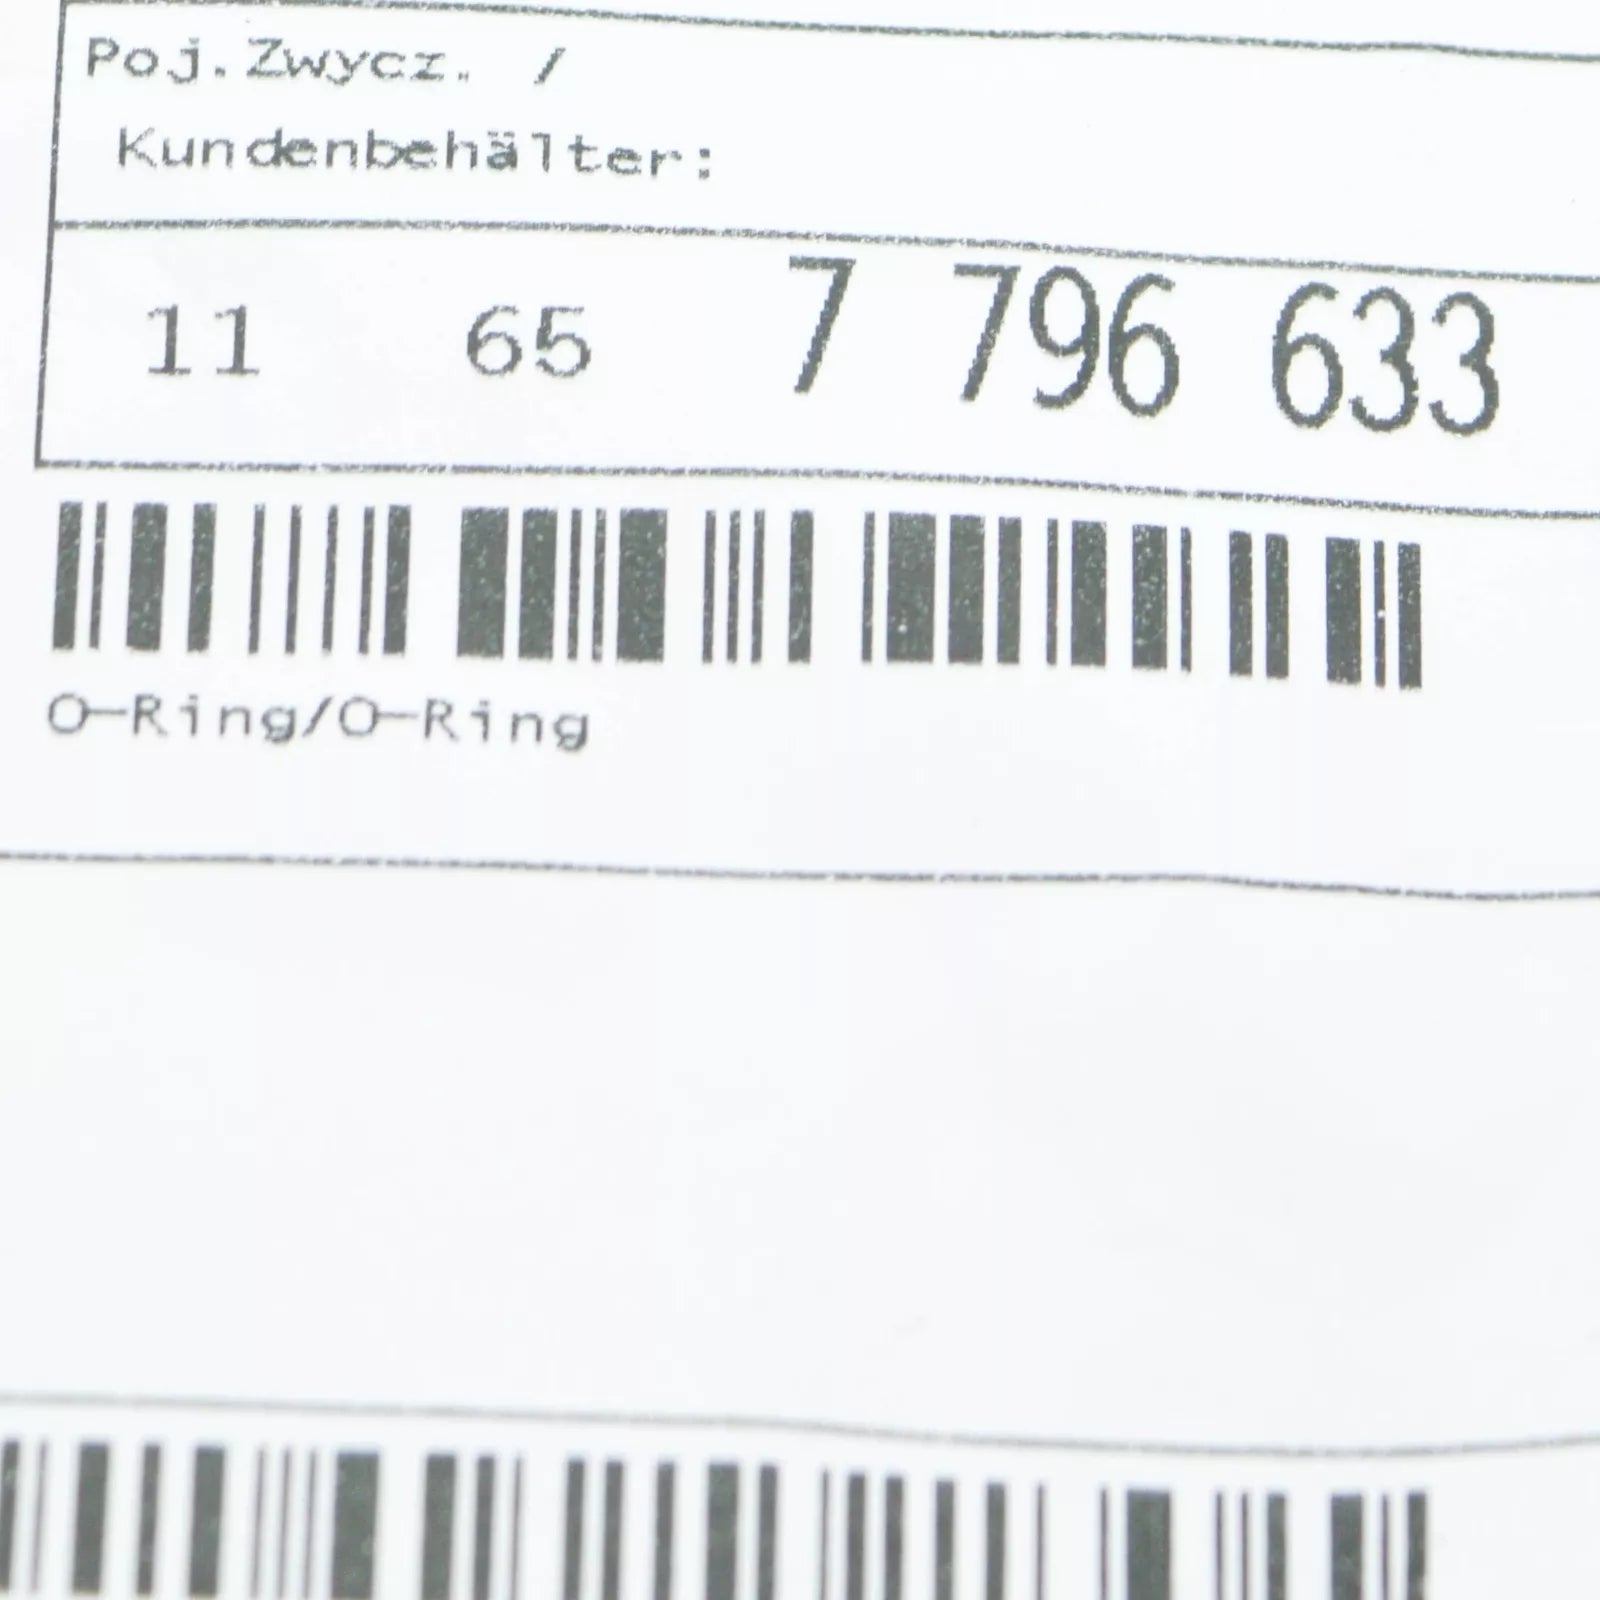 Poj.Zwycz. /
Kundenbehälter:
11 65 7 796 633
O-Ring/O-Ring